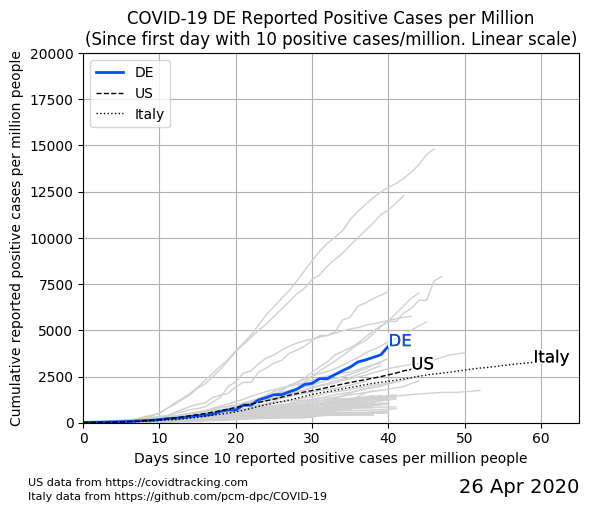 COVID-19 DE Reported Positive Cases per Million
(Since first day with 10 positive cases/million. Linear scale)
Cumulative reported positive cases per million people
20000
17500
15000
12500
10000
7500
5000
2500
0
DE
US
Italy
DE
US
Italy
0 10 20 30 40 50 60
Days since 10 reported positive cases per million people
US data from https://covidtracking.com
Italy data from https://github.com/pcm-dpc/COVID-19
26 Apr 2020